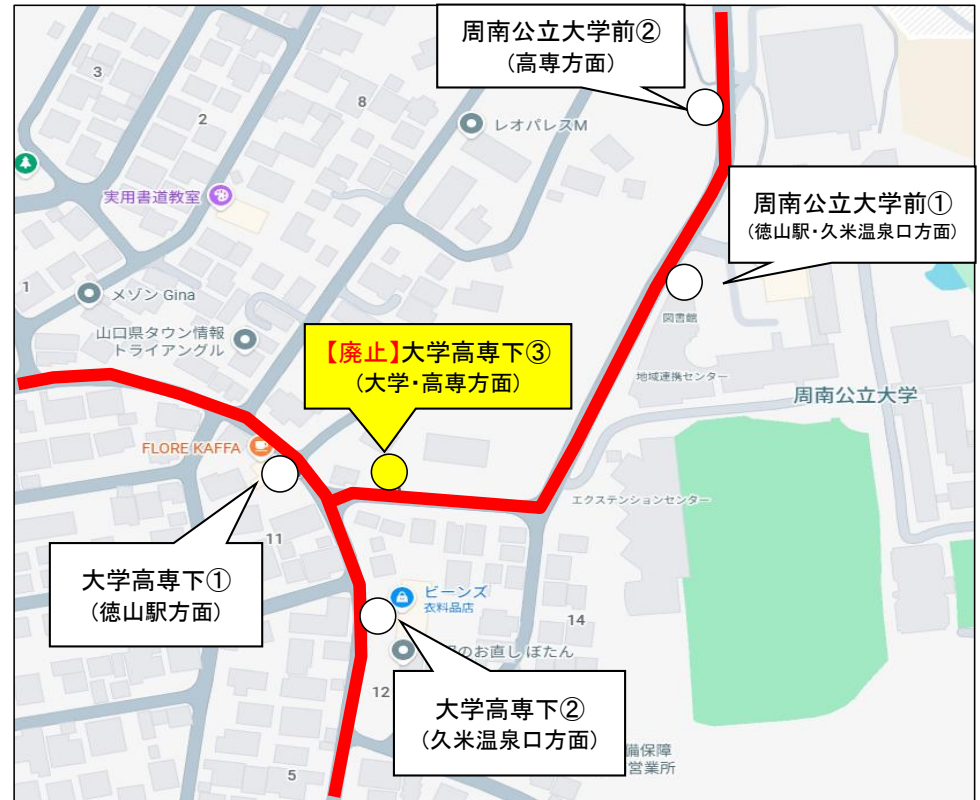 周南公立大学前②
(高専方面)
3
8
2
レオパレスM
実用書道教室
周南公立大学前①
(徳山駅・久米温泉口方面)
1
メゾン Gina
図書館
山口県タウン情報
トライアングル
【廃止】大学高専下③
(大学・高専方面)
地域連携センター
周南公立大学
FLORE KAFFA
エクステンションセンター
11
大学高専下①
(徳山駅方面)
ビーンズ
衣料品店
14
のお直し ぼたん
12
大学高専下②
(久米温泉口方面)
備保障
営業所
5